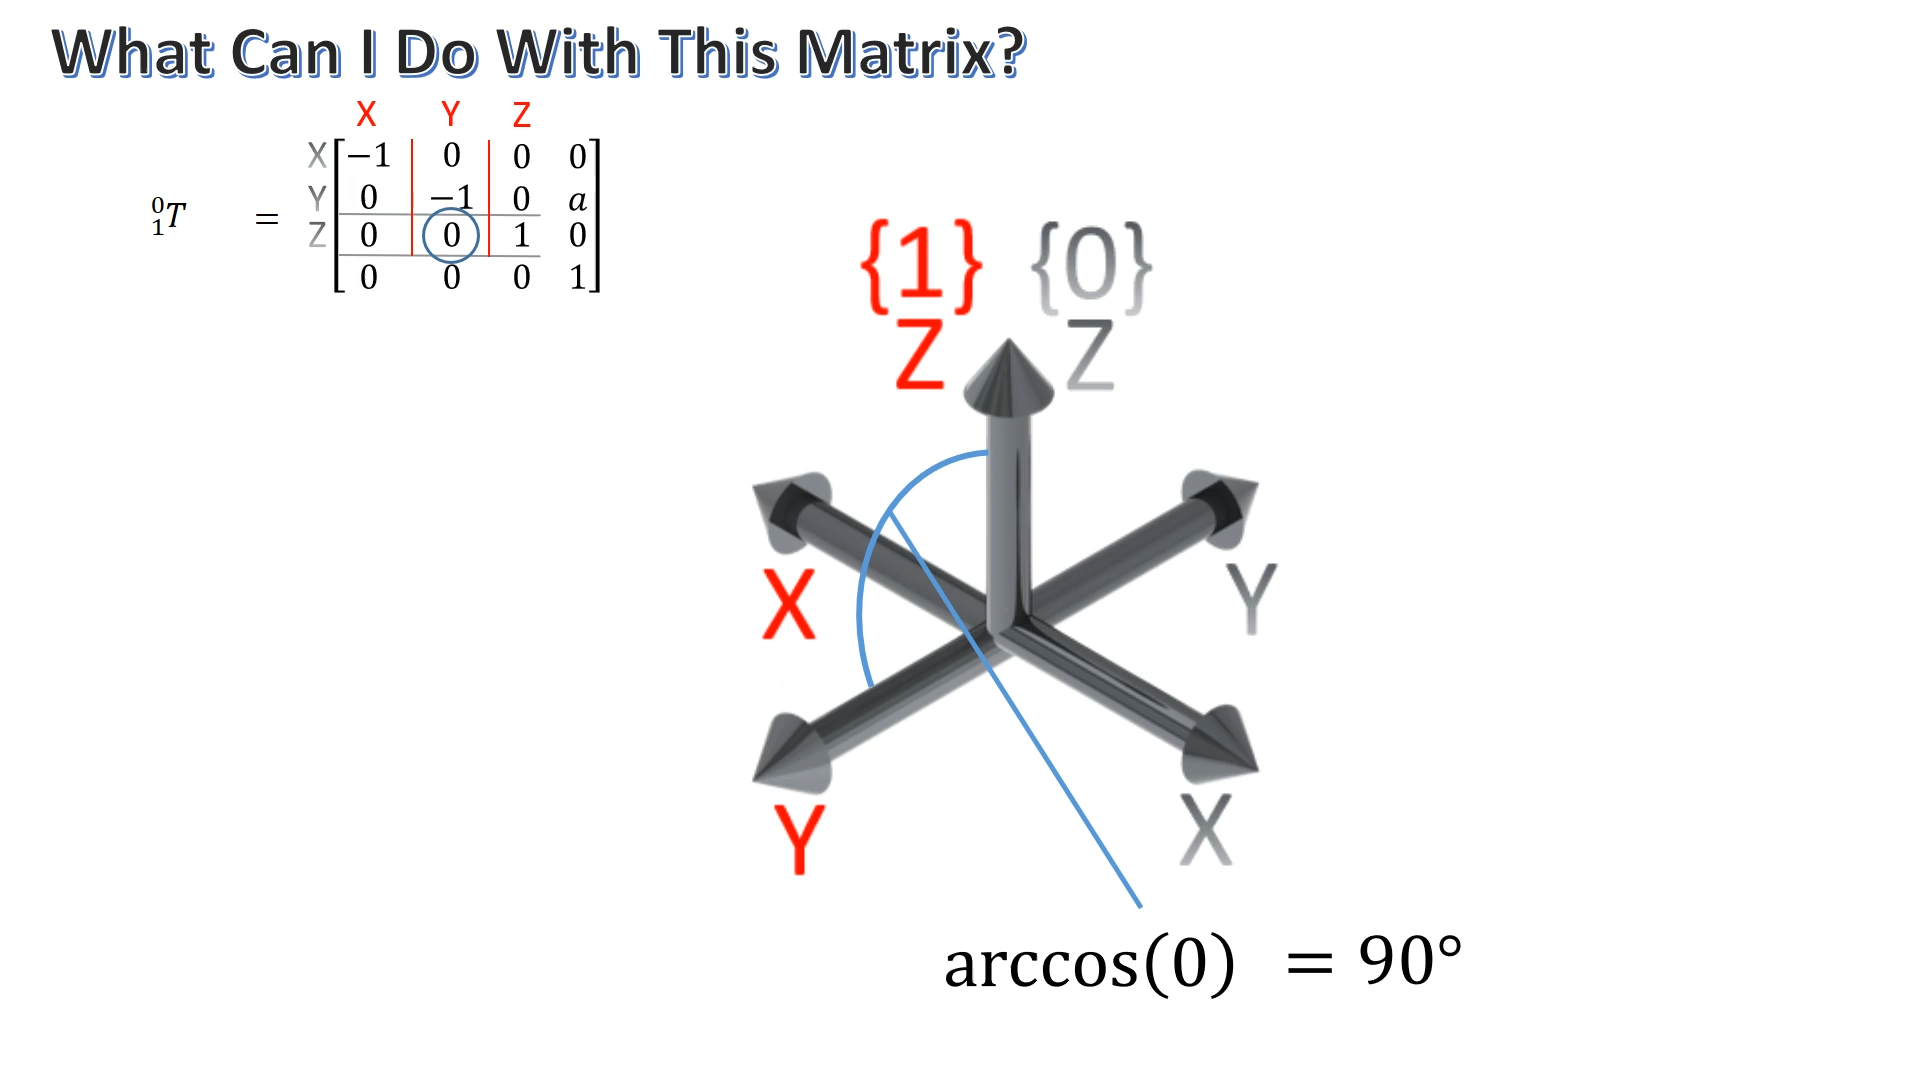 What Can I Do With This Matrix?
X Y Z
X −1 0 0 0
Y 0 −1 0 a
⁰₁T = Z 0 0 1 0
0 0 0 1
{1} {0}
Z Z
X Y
Y X
arccos(0) = 90°